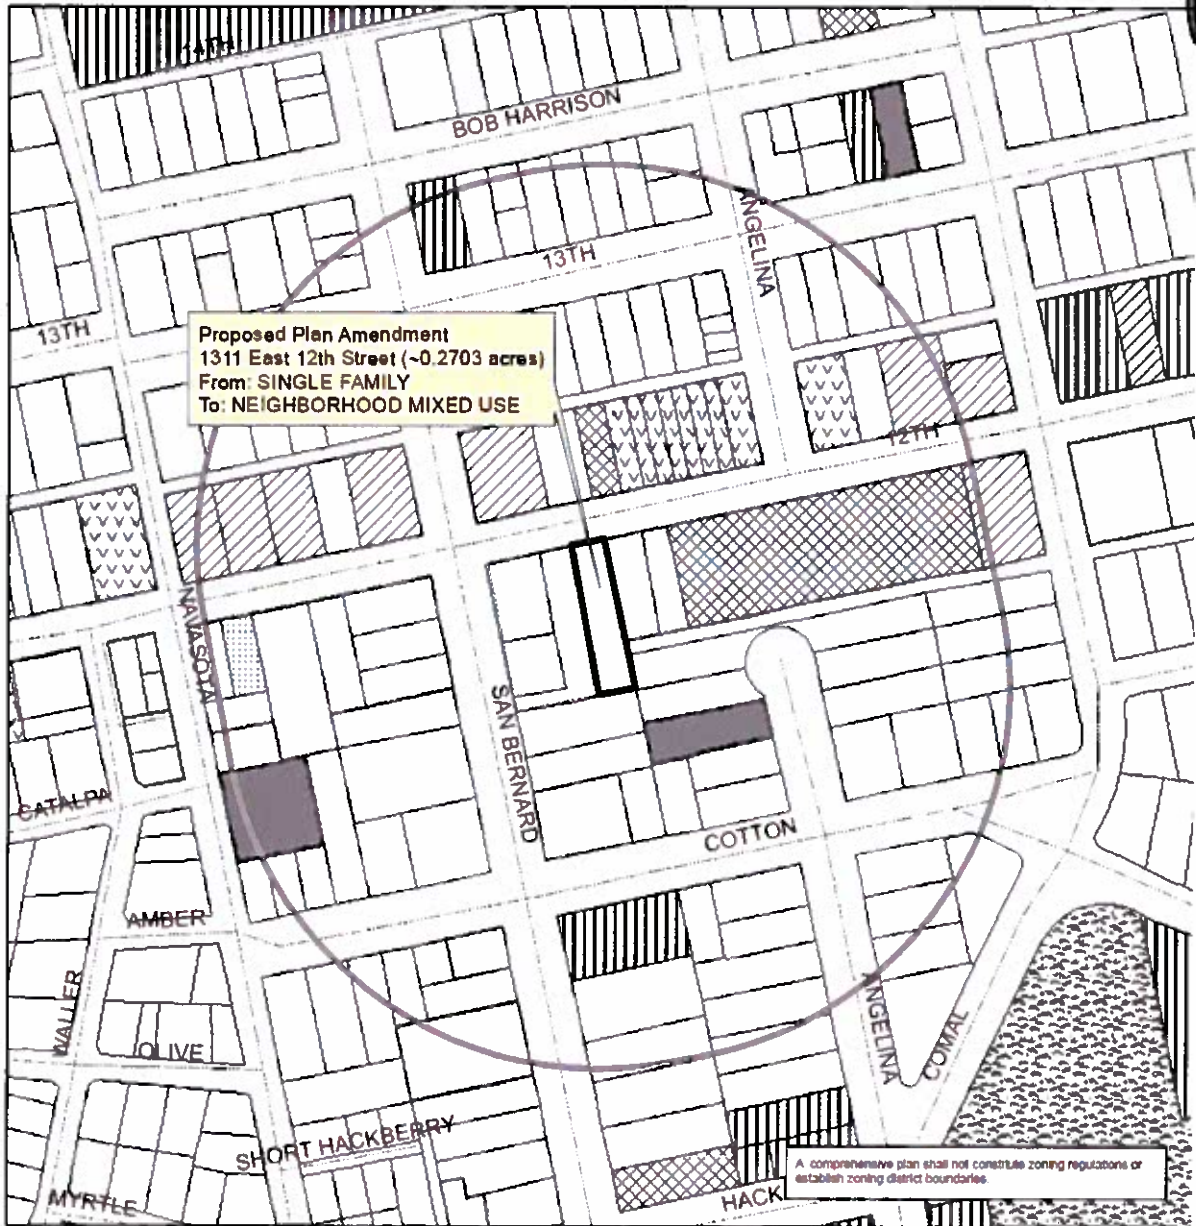 14TH
BOB HARRISON
ANGELINA
13TH
13TH
Proposed Plan Amendment
1311 East 12th Street (~0.2703 acres)
From: SINGLE FAMILY
To: NEIGHBORHOOD MIXED USE
12TH
NAVASOTA
SAN BERNARD
CATALPA
COTTON
AMBER
WALLER
OLIVE
ANGELINA
COMAL
SHORT HACKBERRY
A comprehensive plan shall not constitute zoning regulations or
establish zoning district boundaries.
MYRTLE
HACK